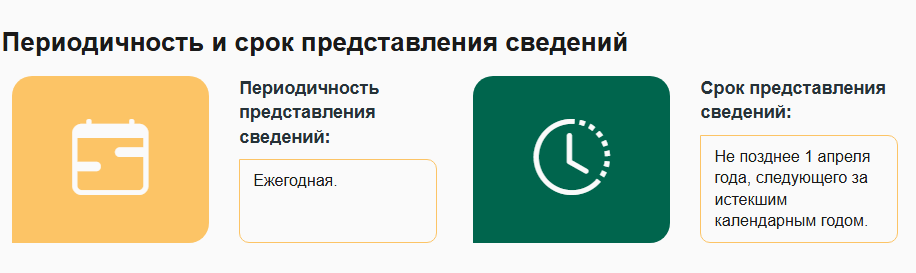 Периодичность и срок представления сведений
Периодичность
представления
сведений:
Ежегодная.
Срок представления
сведений:
Не позднее 1 апреля
года, следующего за
истекшим
календарным годом.